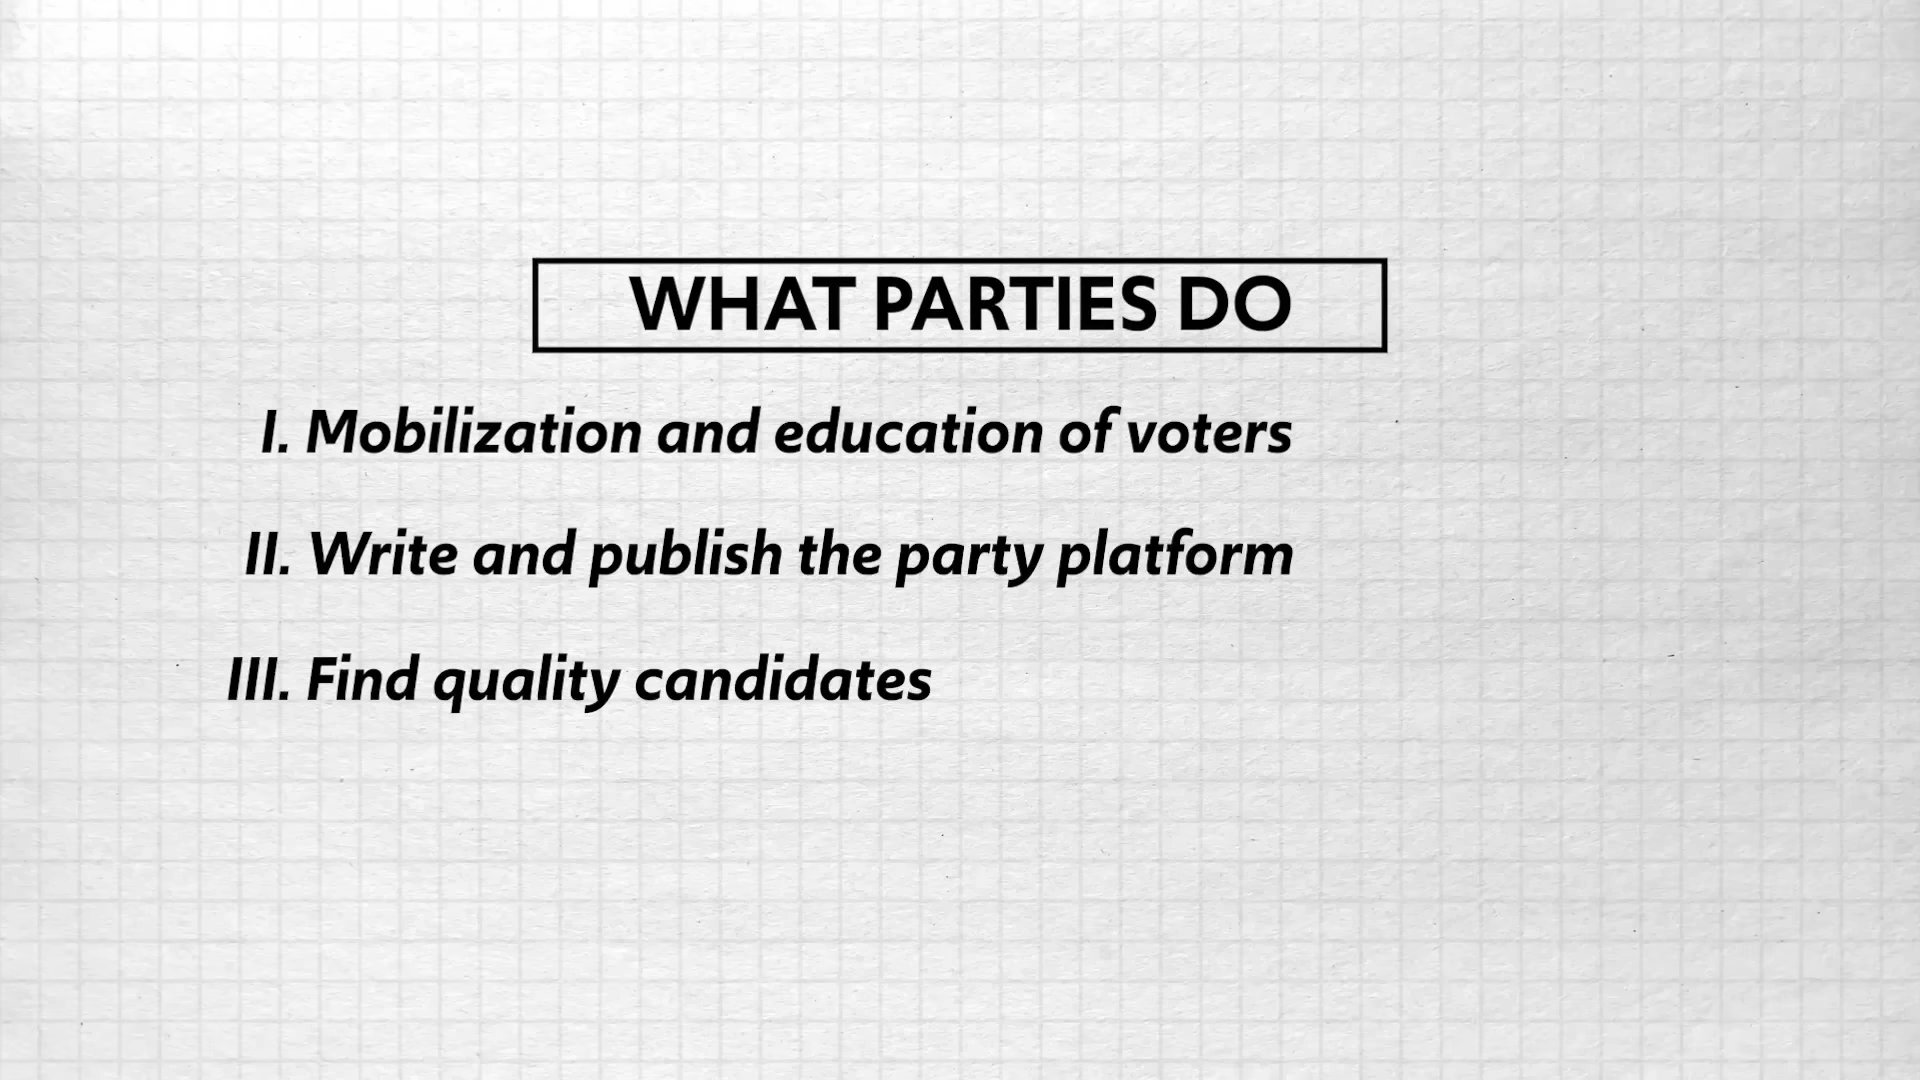 WHAT PARTIES DO
I. Mobilization and education of voters
II. Write and publish the party platform
III. Find quality candidates